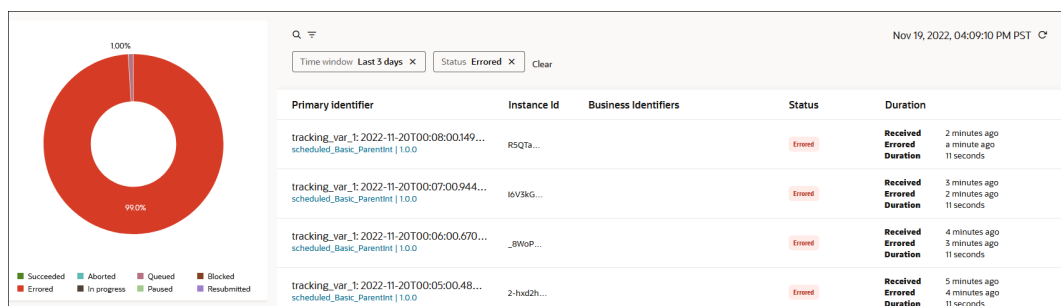 1.00%
99.0%
Succeeded Aborted Queued Blocked
Errored In progress Paused Resubmitted
Nov 19, 2022, 04:09:10 PM PST
Time window Last 3 days × Status Errored × Clear
Primary identifier Instance Id Business Identifiers Status Duration
tracking_var_1: 2022-11-20T00:08:00.149...
scheduled_Basic_ParentInt | 1.0.0
R5QTa...
Errored
Received 2 minutes ago
Errored a minute ago
Duration 11 seconds
tracking_var_1: 2022-11-20T00:07:00.944...
scheduled_Basic_ParentInt | 1.0.0
I6V3kG...
Errored
Received 3 minutes ago
Errored 2 minutes ago
Duration 11 seconds
tracking_var_1: 2022-11-20T00:06:00.670...
scheduled_Basic_ParentInt | 1.0.0
_8WoP...
Errored
Received 4 minutes ago
Errored 3 minutes ago
Duration 11 seconds
tracking_var_1: 2022-11-20T00:05:00.48...
scheduled_Basic_ParentInt | 1.0.0
2-hxd2h...
Errored
Received 5 minutes ago
Errored 4 minutes ago
Duration 11 seconds